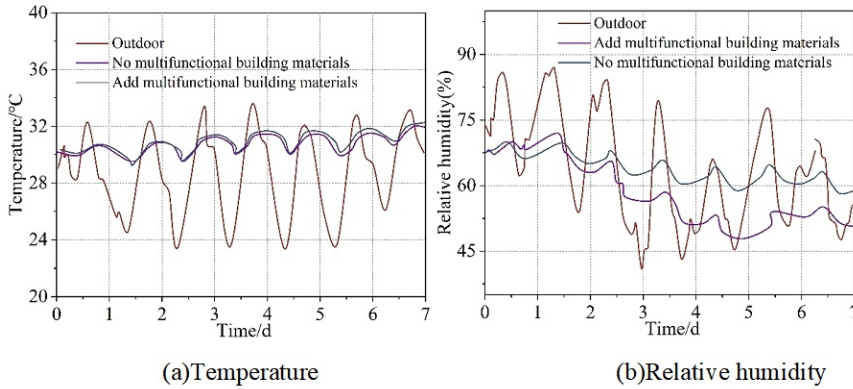 40
36
32
28
24
20
Temperature/°C
Outdoor
No multifunctional building materials
Add multifunctional building materials
0 1 2 3 4 5 6 7
Time/d
(a)Temperature
90
75
60
45
Relative humidity(%)
Outdoor
Add multifunctional building materials
No multifunctional building materials
0 1 2 3 4 5 6 7
Time/d
(b)Relative humidity